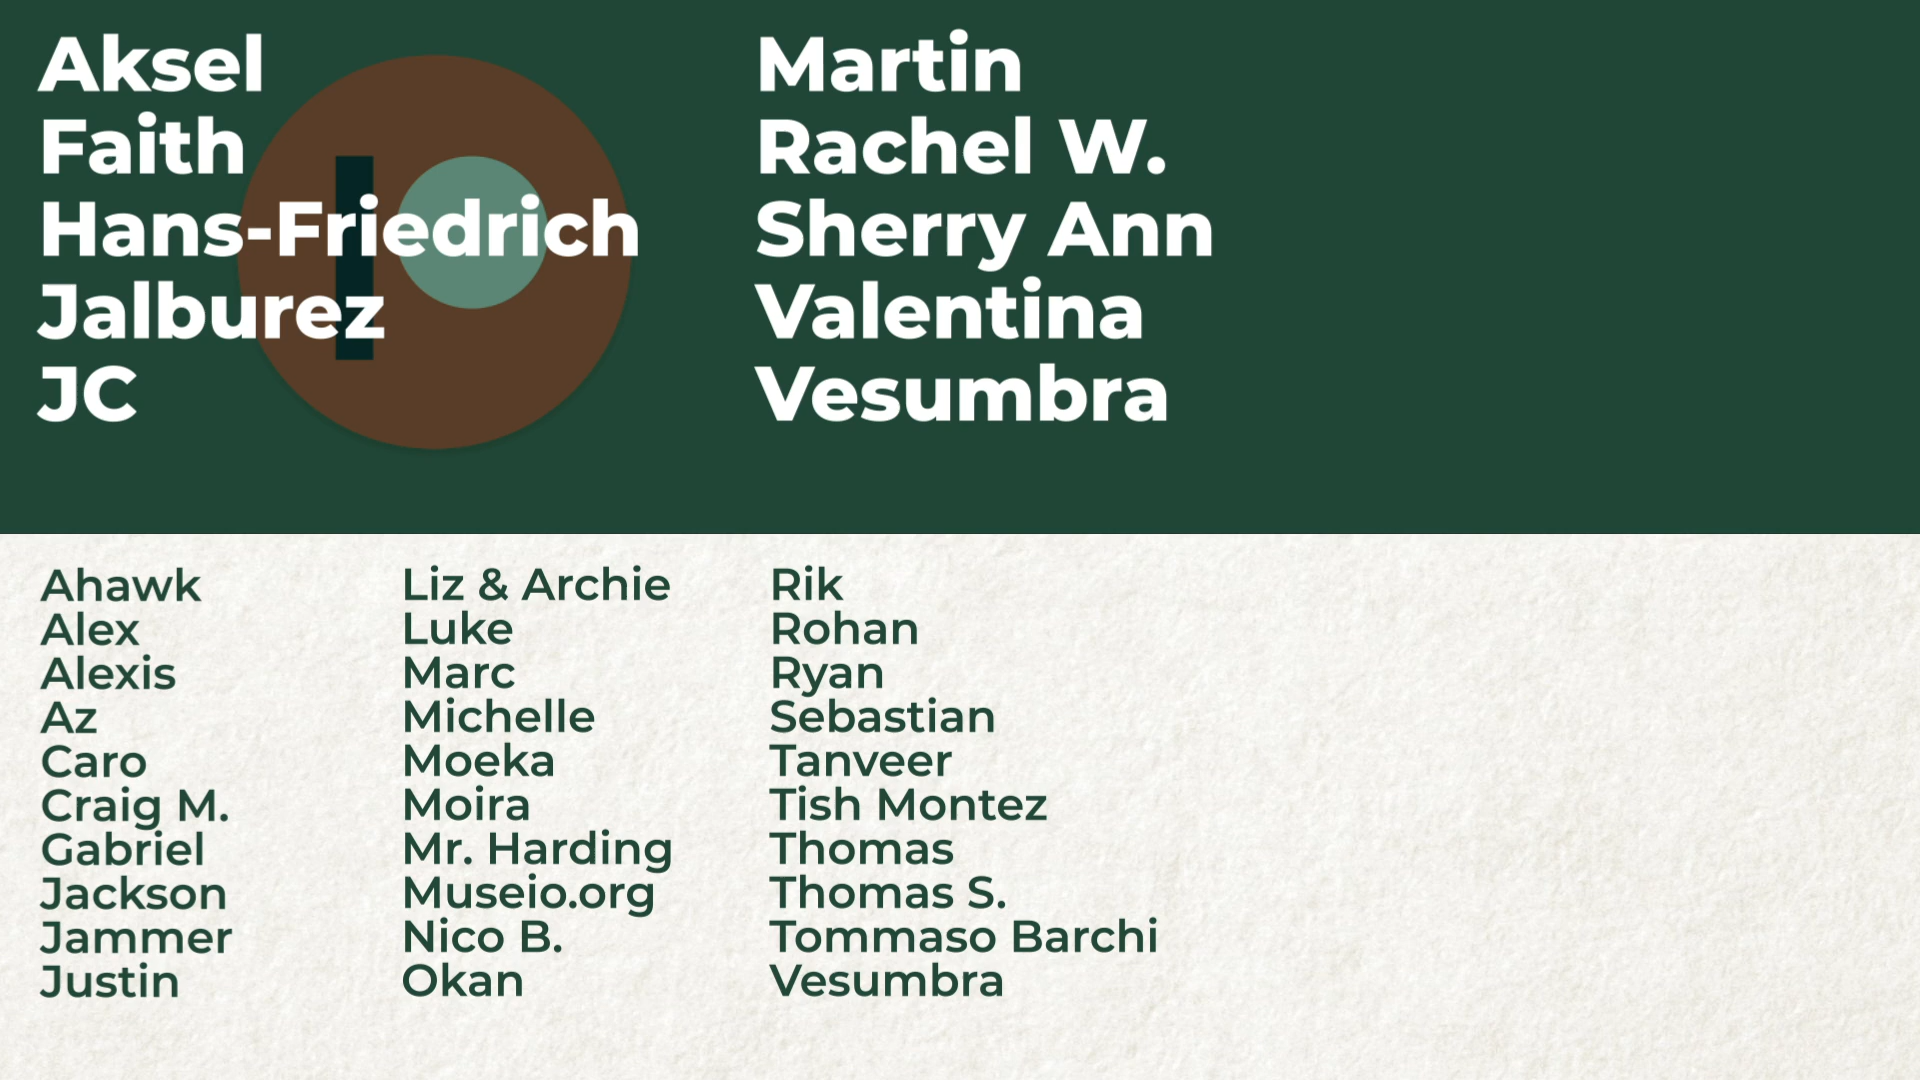 Aksel
Faith
Hans-Friedrich
Jalburez
JC
Martin
Rachel W.
Sherry Ann
Valentina
Vesumbra
Ahawk
Alex
Alexis
Az
Caro
Craig M.
Gabriel
Jackson
Jammer
Justin
Liz & Archie
Luke
Marc
Michelle
Moeka
Moira
Mr. Harding
Museio.org
Nico B.
Okan
Rik
Rohan
Ryan
Sebastian
Tanveer
Tish Montez
Thomas
Thomas S.
Tommaso Barchi
Vesumbra